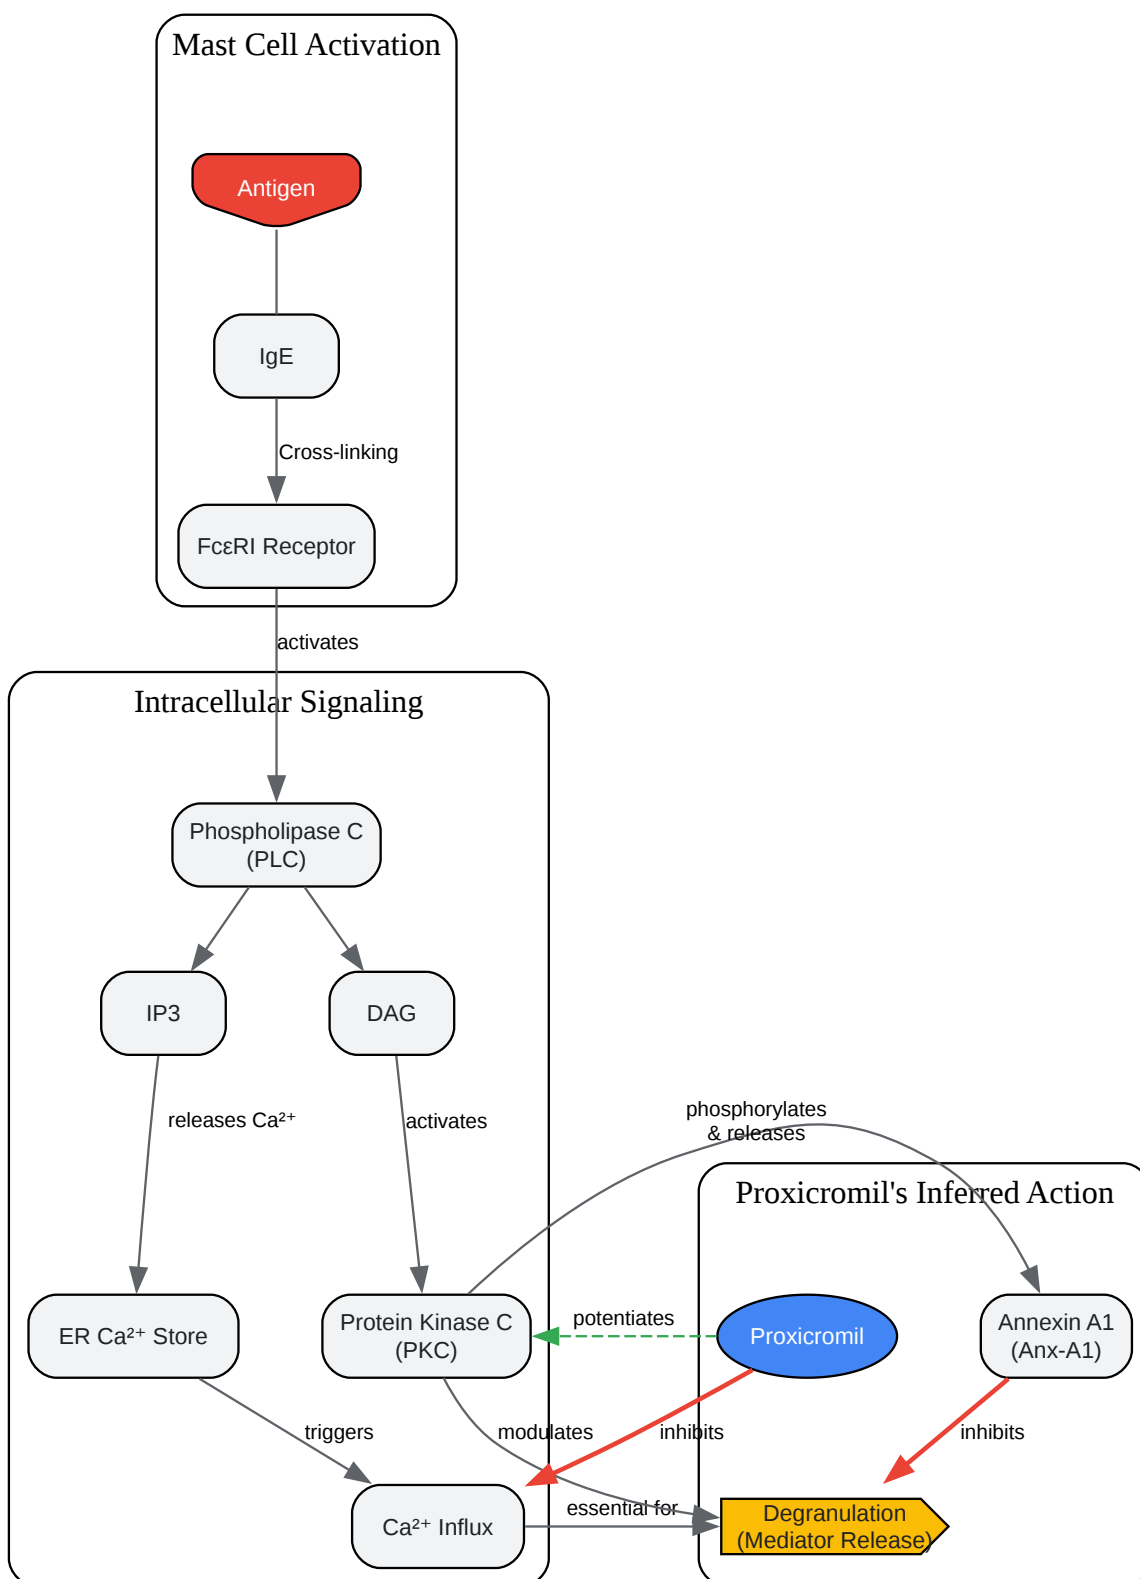 Mast Cell Activation
Antigen
IgE
Cross-linking
FcεRI Receptor
activates
Intracellular Signaling
Phospholipase C
(PLC)
IP3
DAG
releases Ca²⁺
activates
phosphorylates
& releases
Proxicromil's Inferred Action
ER Ca²⁺ Store
Protein Kinase C
(PKC)
potentiates
Proxicromil
Annexin A1
(Anx-A1)
triggers
modulates
inhibits
inhibits
Ca²⁺ Influx
essential for
Degranulation
(Mediator Release)